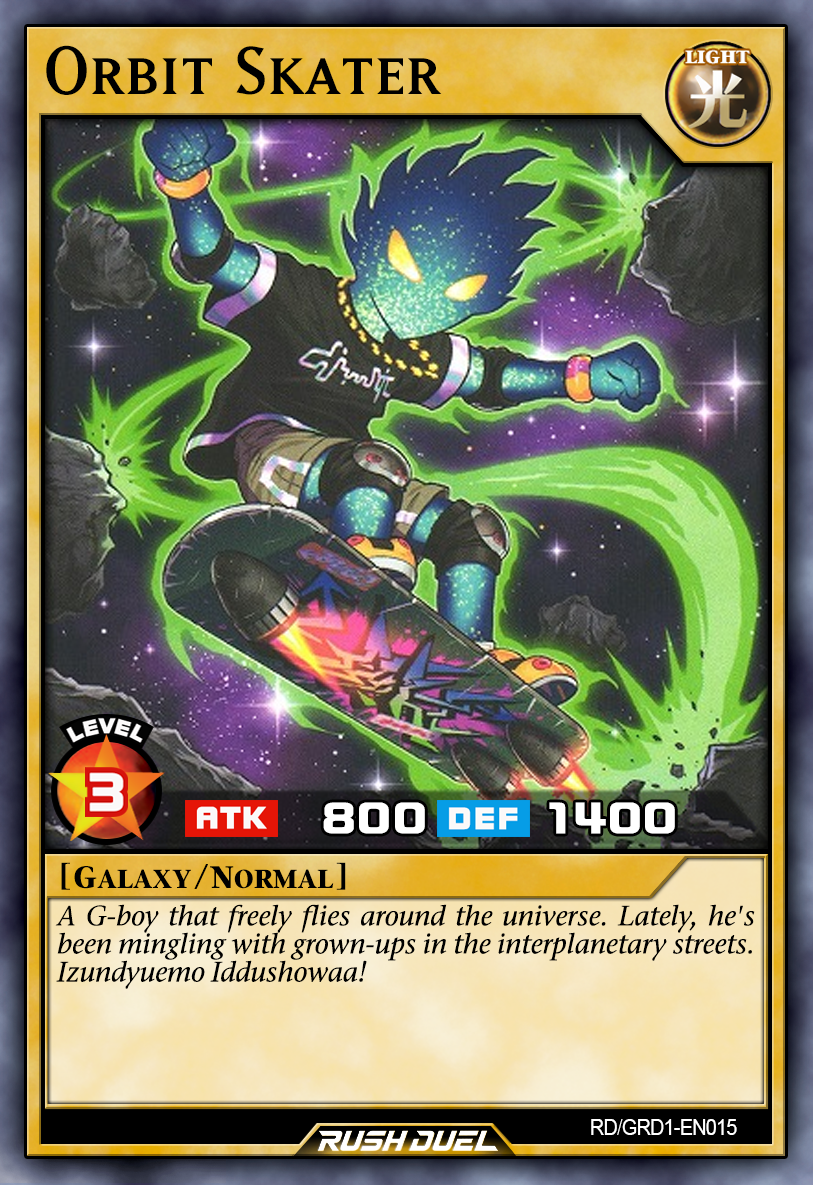 Orbit Skater
LIGHT
光
LEVEL
3
ATK 800 DEF 1400
[Galaxy/Normal]
A G-boy that freely flies around the universe. Lately, he's
been mingling with grown-ups in the interplanetary streets.
Izundyuemo Iddushowaa!
RD/GRD1-EN015
RUSH DUEL